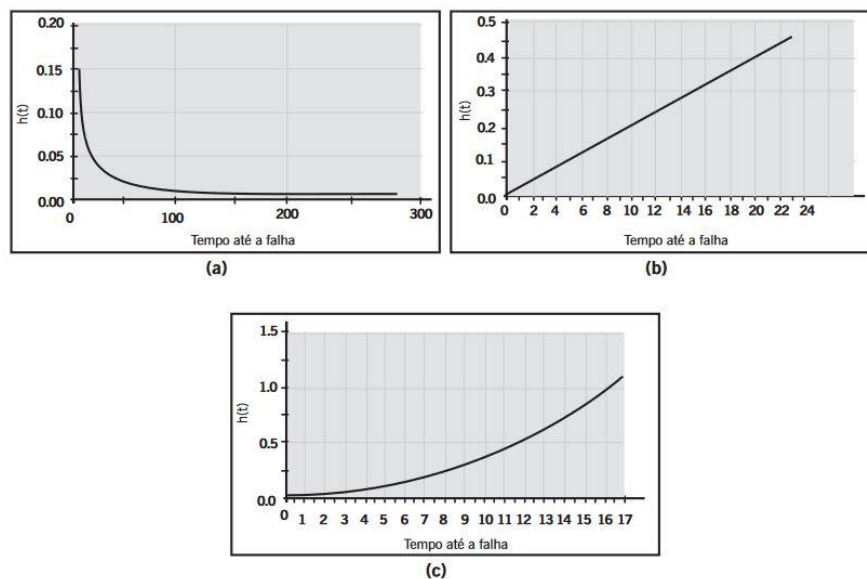 0.20
0.15
0.10
0.05
0.00
h(t)
0 100 200 300
Tempo até a falha
(a)
0.5
0.4
0.3
0.2
0.1
0.0
h(t)
0 2 4 6 8 10 12 14 16 18 20 22 24
Tempo até a falha
(b)
1.5
1.0
0.5
0.0
h(t)
0 1 2 3 4 5 6 7 8 9 10 11 12 13 14 15 16 17
Tempo até a falha
(c)